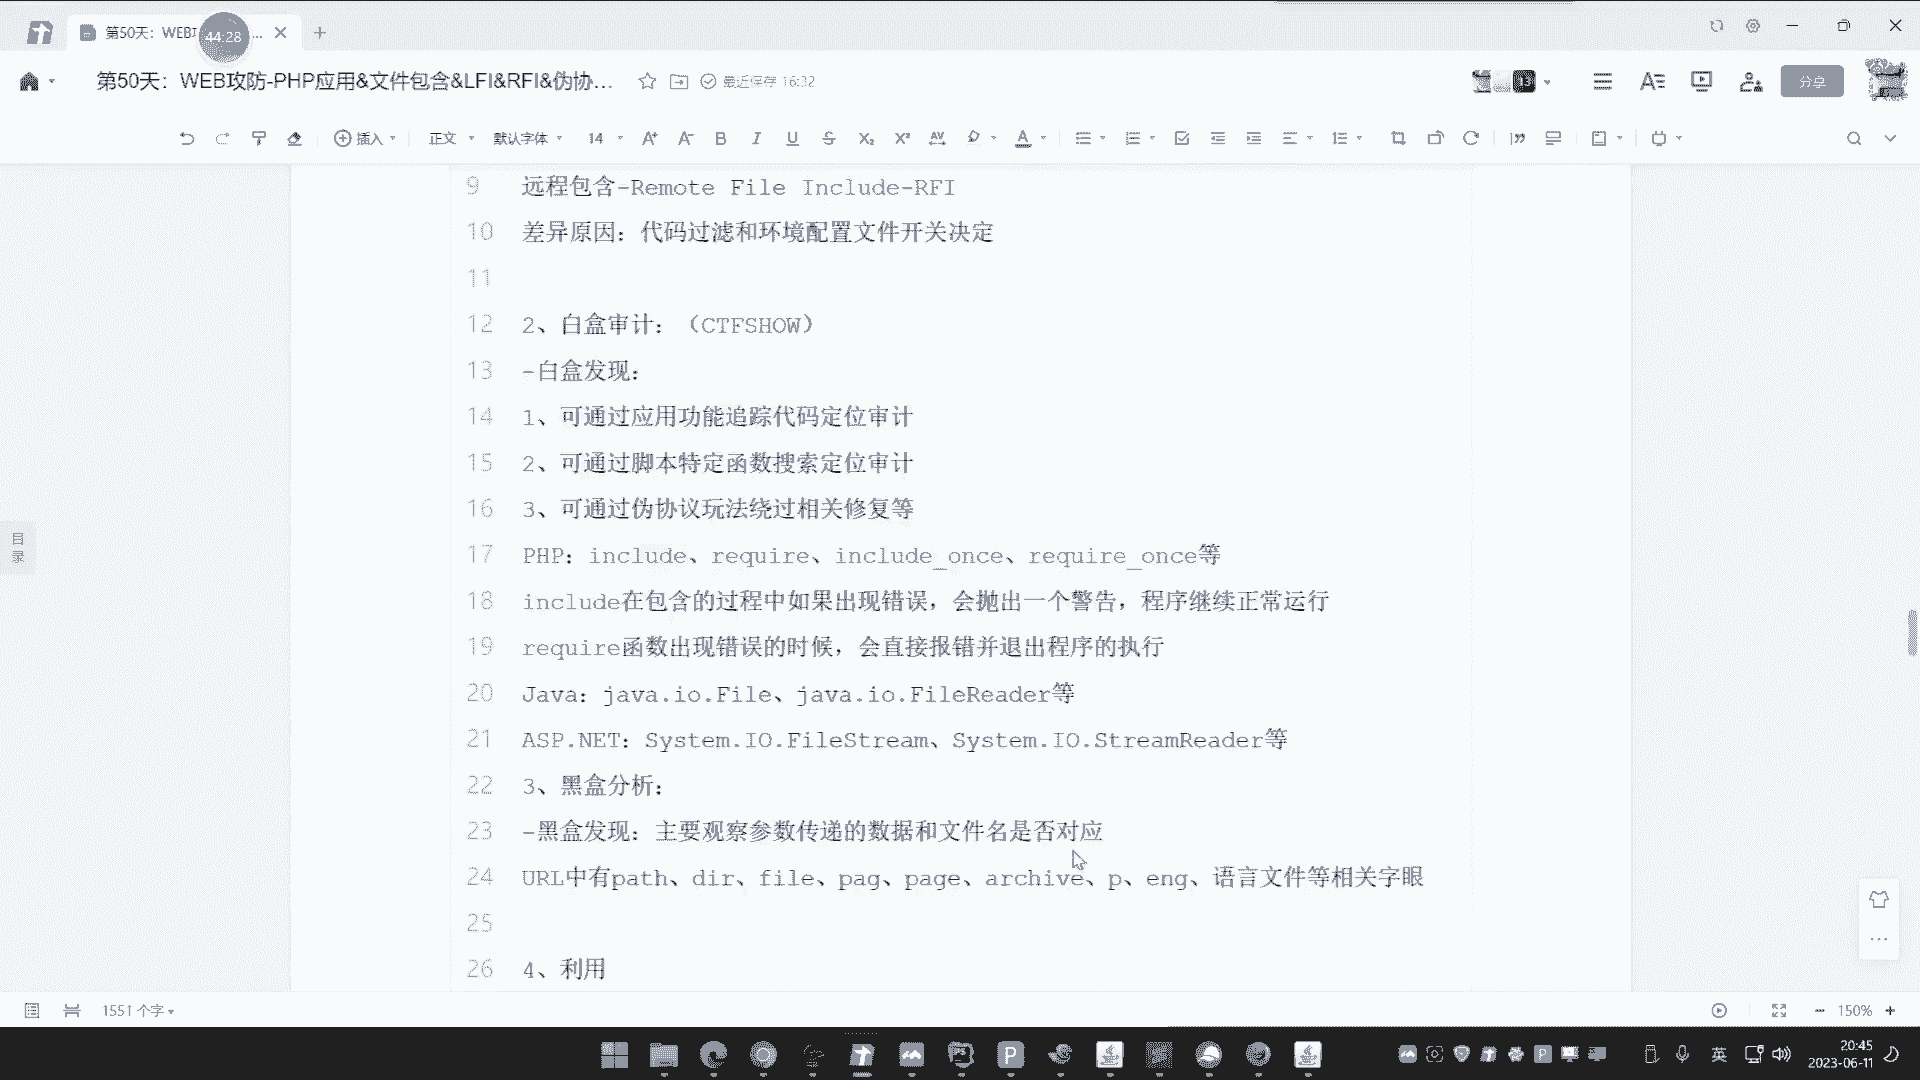 第50天：WEB
44:28
...
第50天：WEB攻防-PHP应用&文件包含&LFI&RFI&伪协...
最近保存 16:32
13
分享
插入
正文
默认字体
14
9 远程包含-Remote File Include-RFI
10 差异原因：代码过滤和环境配置文件开关决定
11
12 2、白盒审计：（CTFSHOW）
13 -白盒发现：
14 1、可通过应用功能追踪代码定位审计
15 2、可通过脚本特定函数搜索定位审计
16 3、可通过伪协议玩法绕过相关修复等
17 PHP：include、require、include_once、require_once等
18 include在包含的过程中如果出现错误，会抛出一个警告，程序继续正常运行
19 require函数出现错误的时候，会直接报错并退出程序的执行
20 Java：java.io.File、java.io.FileReader等
21 ASP.NET：System.IO.FileStream、System.IO.StreamReader等
22 3、黑盒分析：
23 -黑盒发现：主要观察参数传递的数据和文件名是否对应
24 URL中有path、dir、file、pag、page、archive、p、eng、语言文件等相关字眼
25
26 4、利用
目录
1551 个字
150%
英
20:45
2023-06-11